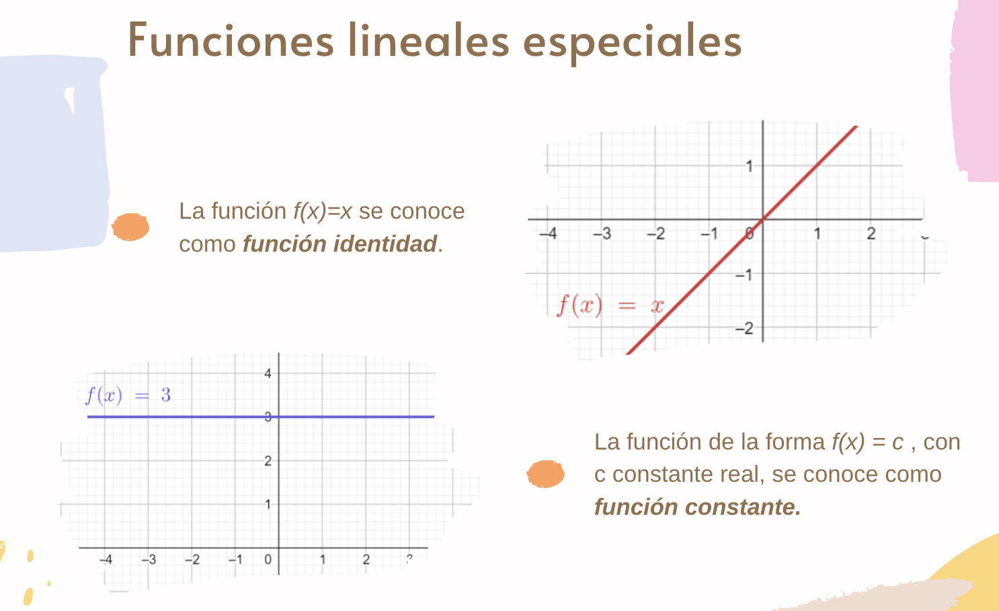 Funciones lineales especiales
La función f(x)=x se conoce
como función identidad.
1
–4 –3 –2 –1 0 1 2
–1
f(x) = x
–2
4
f(x) = 3
3
2
1
–4 –3 –2 –1 0 1 2
La función de la forma f(x) = c , con
c constante real, se conoce como
función constante.